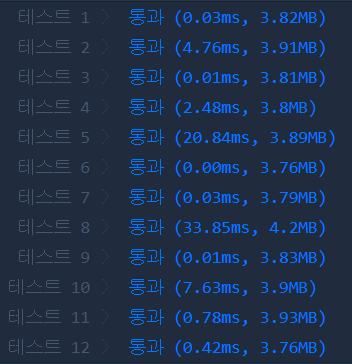 테스트 1 > 통과 (0.03ms, 3.82MB)
테스트 2 > 통과 (4.76ms, 3.91MB)
테스트 3 > 통과 (0.01ms, 3.81MB)
테스트 4 > 통과 (2.48ms, 3.8MB)
테스트 5 > 통과 (20.84ms, 3.89MB)
테스트 6 > 통과 (0.00ms, 3.76MB)
테스트 7 > 통과 (0.03ms, 3.79MB)
테스트 8 > 통과 (33.85ms, 4.2MB)
테스트 9 > 통과 (0.01ms, 3.83MB)
테스트 10 > 통과 (7.63ms, 3.9MB)
테스트 11 > 통과 (0.78ms, 3.93MB)
테스트 12 > 통과 (0.42ms, 3.76MB)